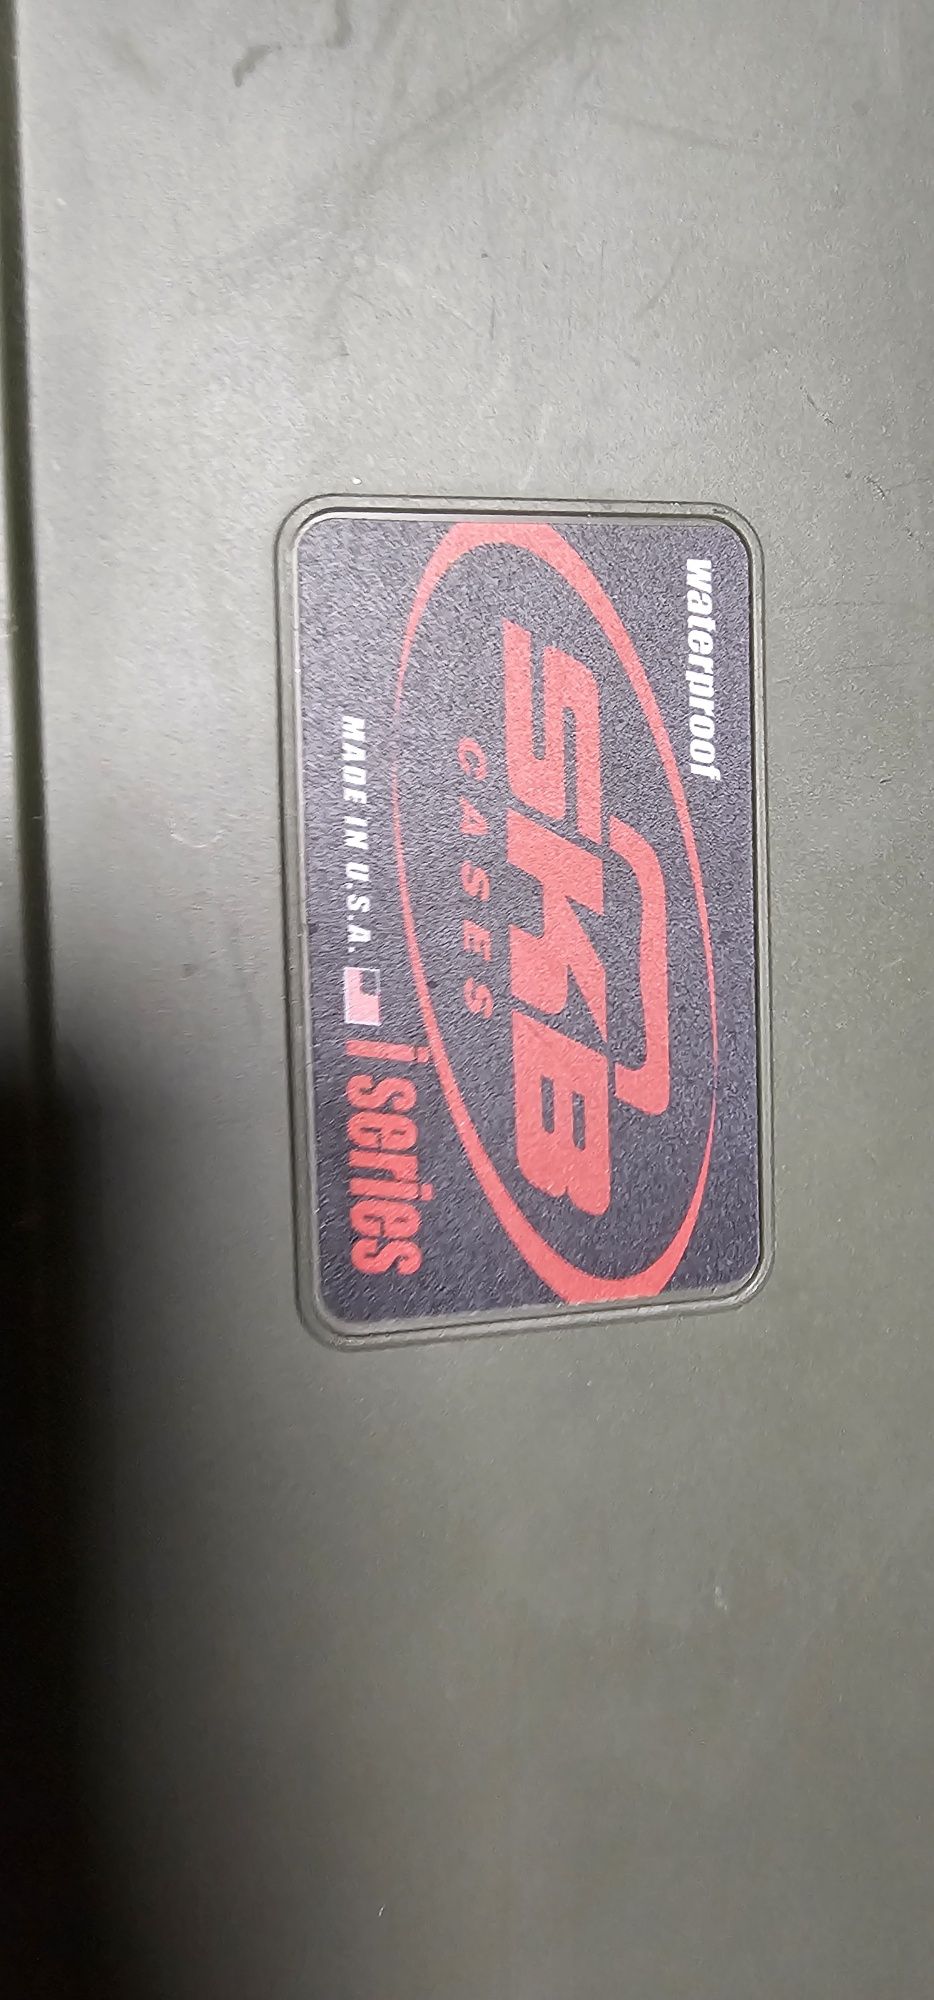 waterproof
SKB
CASES
MADE IN U.S.A.
i series